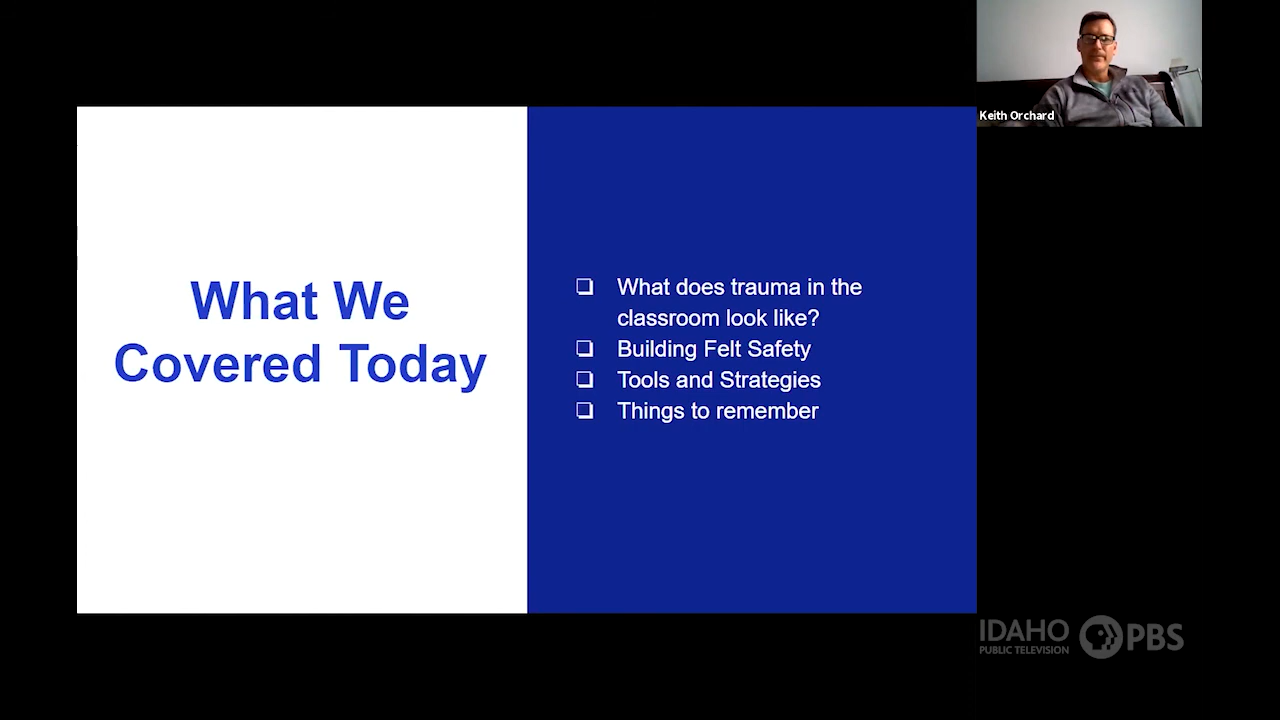 Keith Orchard
What We
Covered Today
❏ What does trauma in the
classroom look like?
❏ Building Felt Safety
❏ Tools and Strategies
❏ Things to remember
IDAHO
PUBLIC TELEVISION
PBS